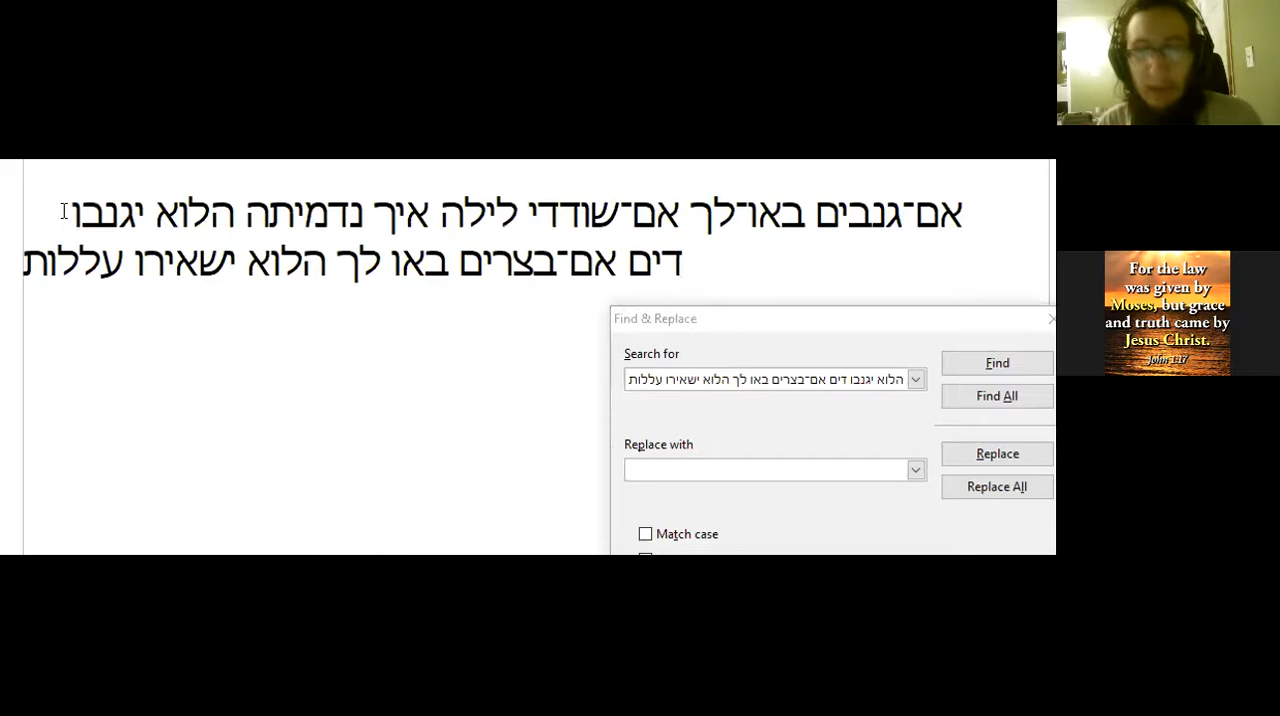 אם־גנבים באו־לך אם־שודדי לילה איך נדמיתה הלוא יגנבו
דים אם־בצרים באו לך הלוא ישאירו עללות
Find & Replace
Search for
הלוא יגנבו דים אם־בצרים באו לך הלוא ישאירו עללות
Find
Find All
Replace with
Replace
Replace All
Match case
For the law
was given by
Moses, but grace
and truth came by
Jesus Christ.
John 1:17